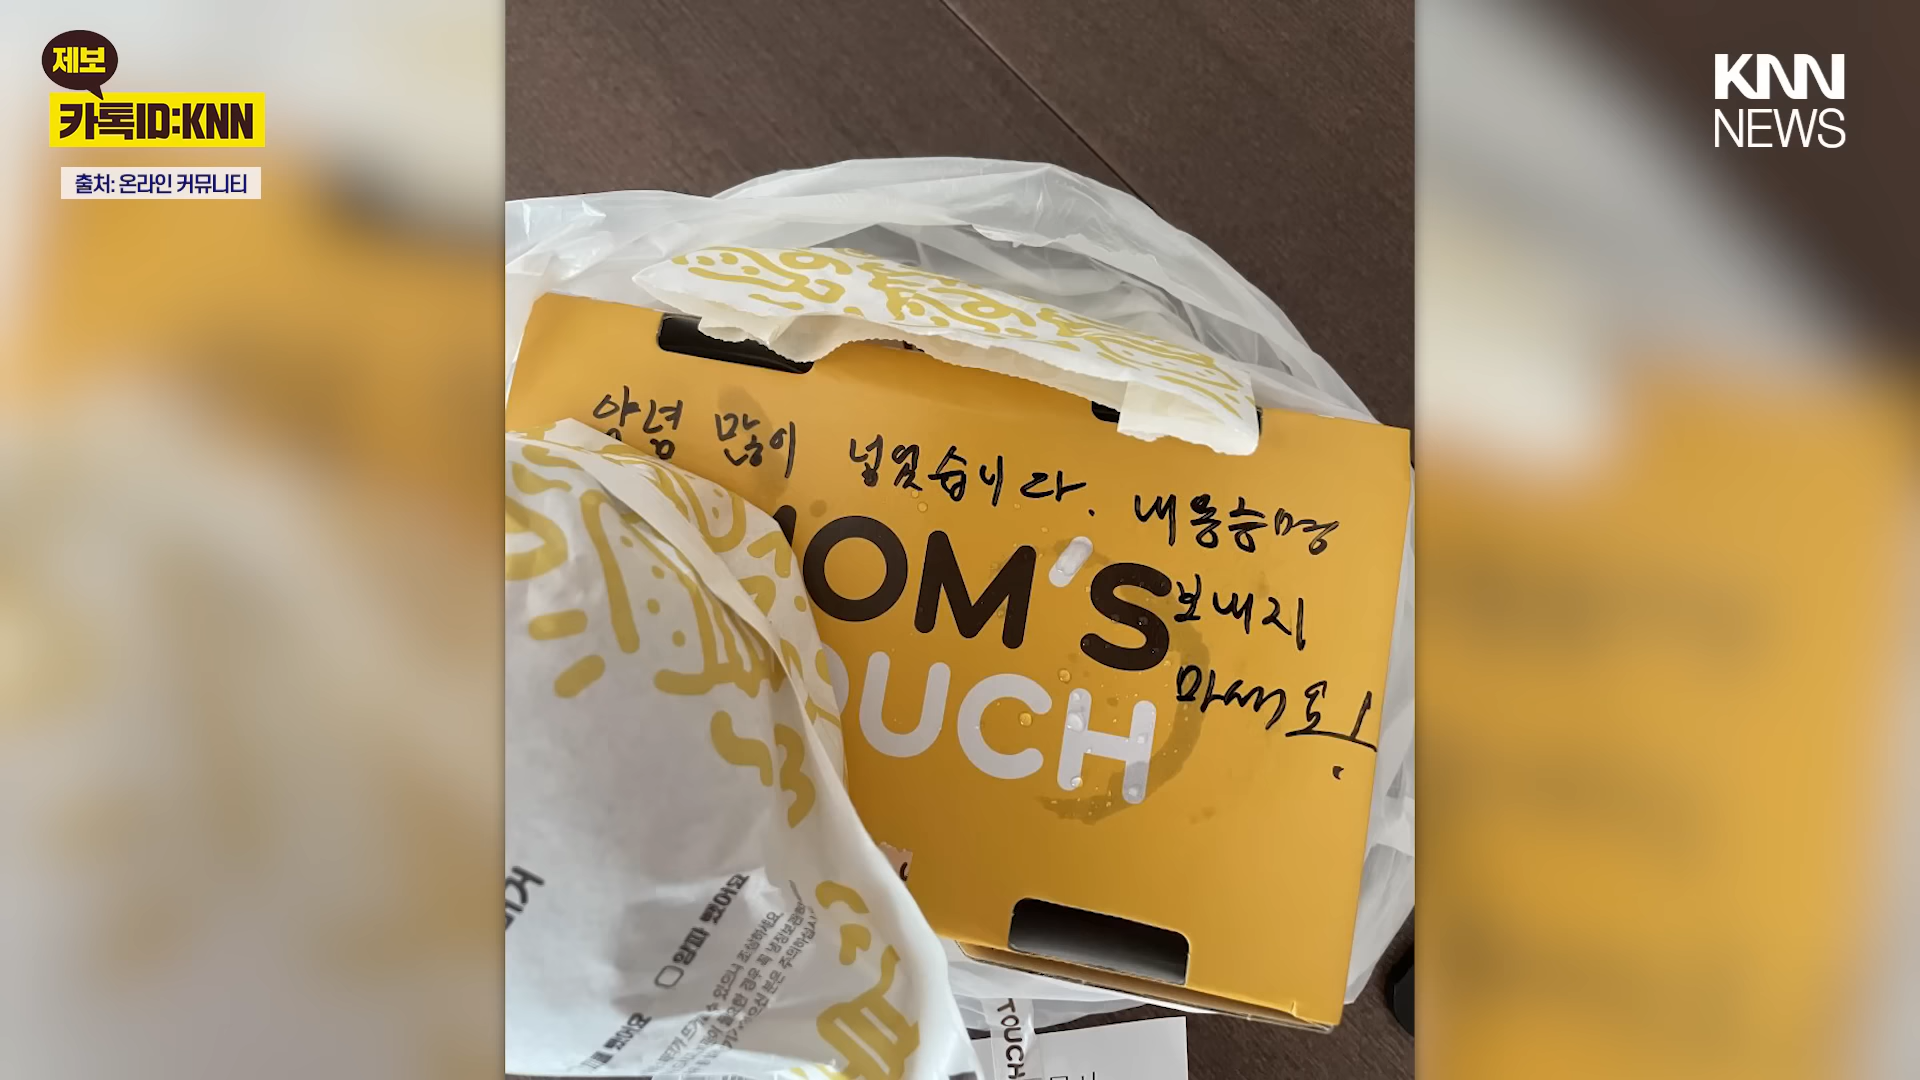 제보
카톡ID:KNN
출처: 온라인 커뮤니티
KNN
NEWS
양념 많이 넣었습니다. 내용증명
보내지
마세요!
MOM'S
TOUCH
TOUCH